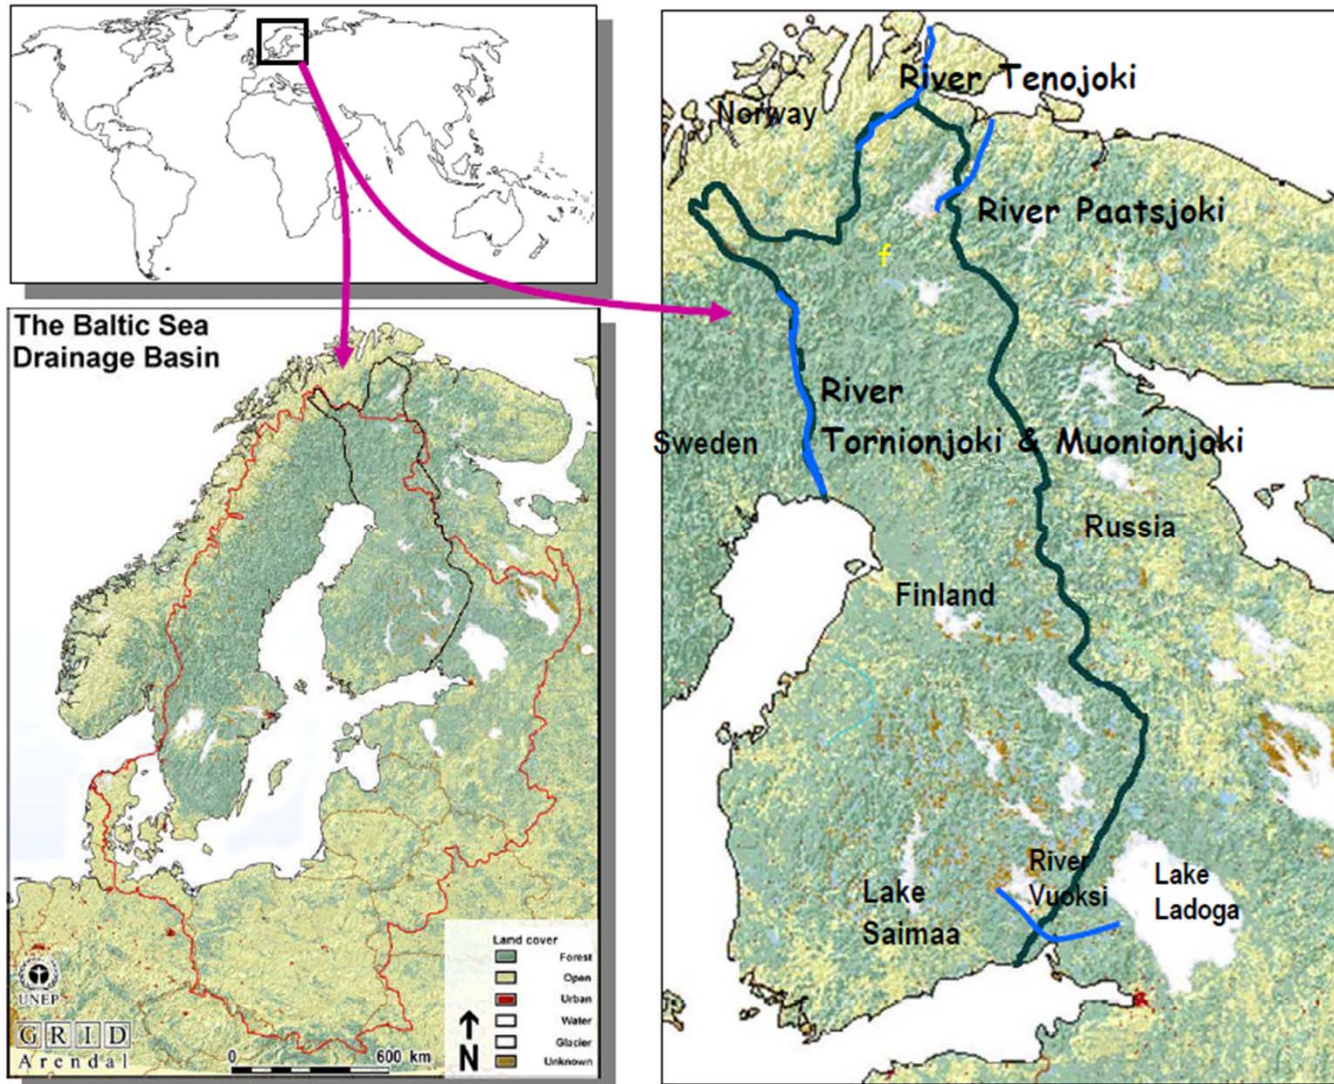 The Baltic Sea
Drainage Basin
Land cover
Forest
Open
Urban
Water
Glacier
Unknown
UNEP
GRID
Arendal
N
0 600 km
River Tenojoki
Norway
River Paatsjoki
f
River
Tornionjoki & Muonionjoki
Sweden
Russia
Finland
River
Vuoksi
Lake
Ladoga
Lake
Saimaa